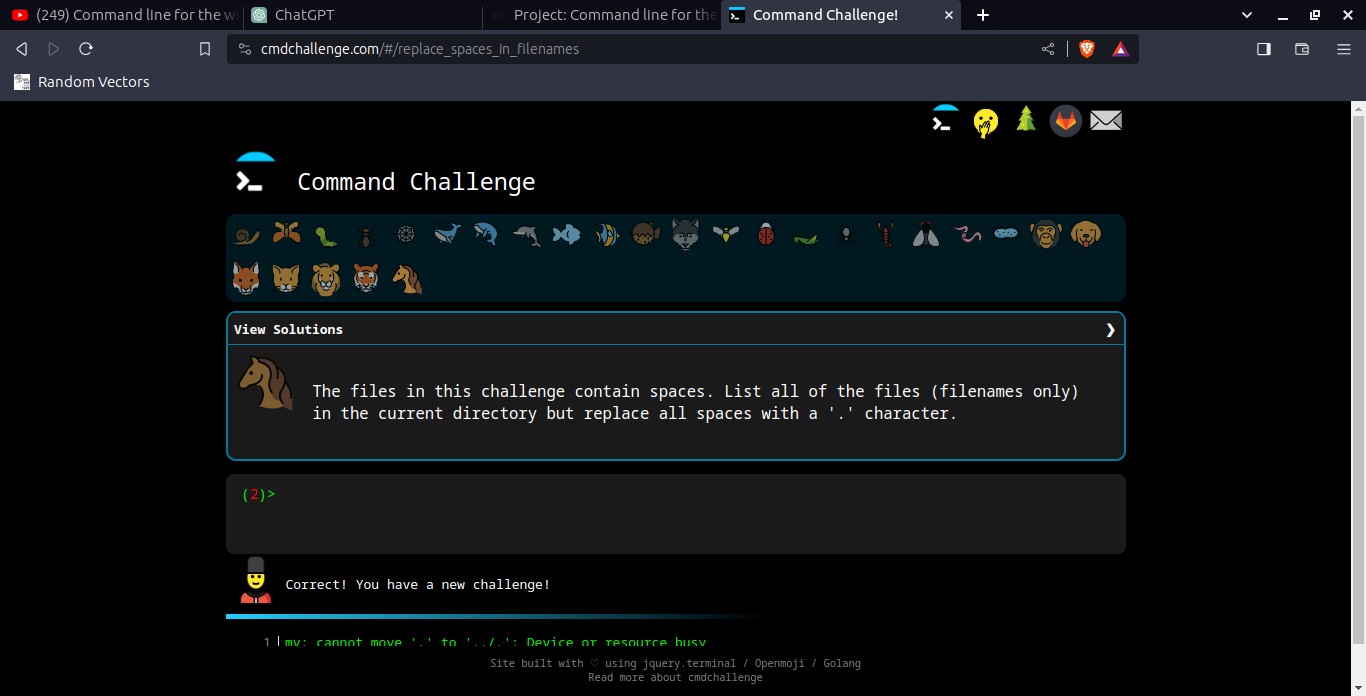 (249) Command line for the w
ChatGPT
Project: Command line for the
Command Challenge!
cmdchallenge.com/#/replace_spaces_in_filenames
Random Vectors
Command Challenge
View Solutions
The files in this challenge contain spaces. List all of the files (filenames only)
in the current directory but replace all spaces with a '.' character.
(2)>
Correct! You have a new challenge!
1 mv: cannot move '.' to '../.': Device or resource busy
Site built with ♡ using jquery.terminal / Openmoji / Golang
Read more about cmdchallenge